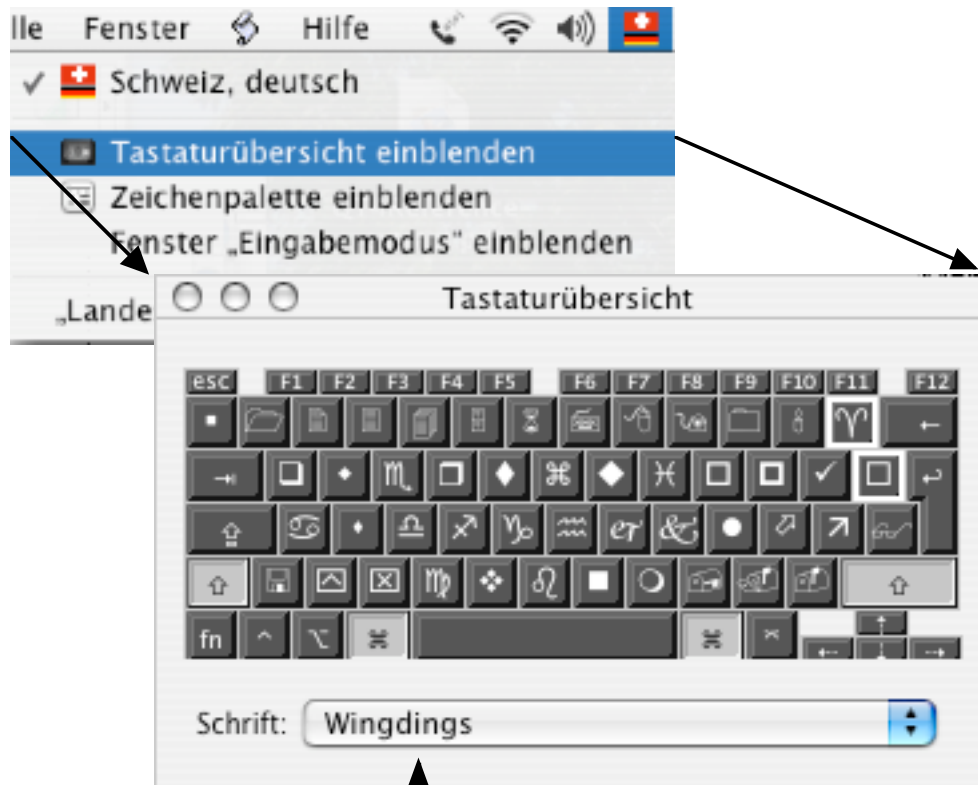 lle Fenster Hilfe
✓ Schweiz, deutsch
Tastaturübersicht einblenden
Zeichenpalette einblenden
Fenster „Eingabemodus“ einblenden
„Lande
Tastaturübersicht
esc F1 F2 F3 F4 F5 F6 F7 F8 F9 F10 F11 F12
fn
Schrift: Wingdings